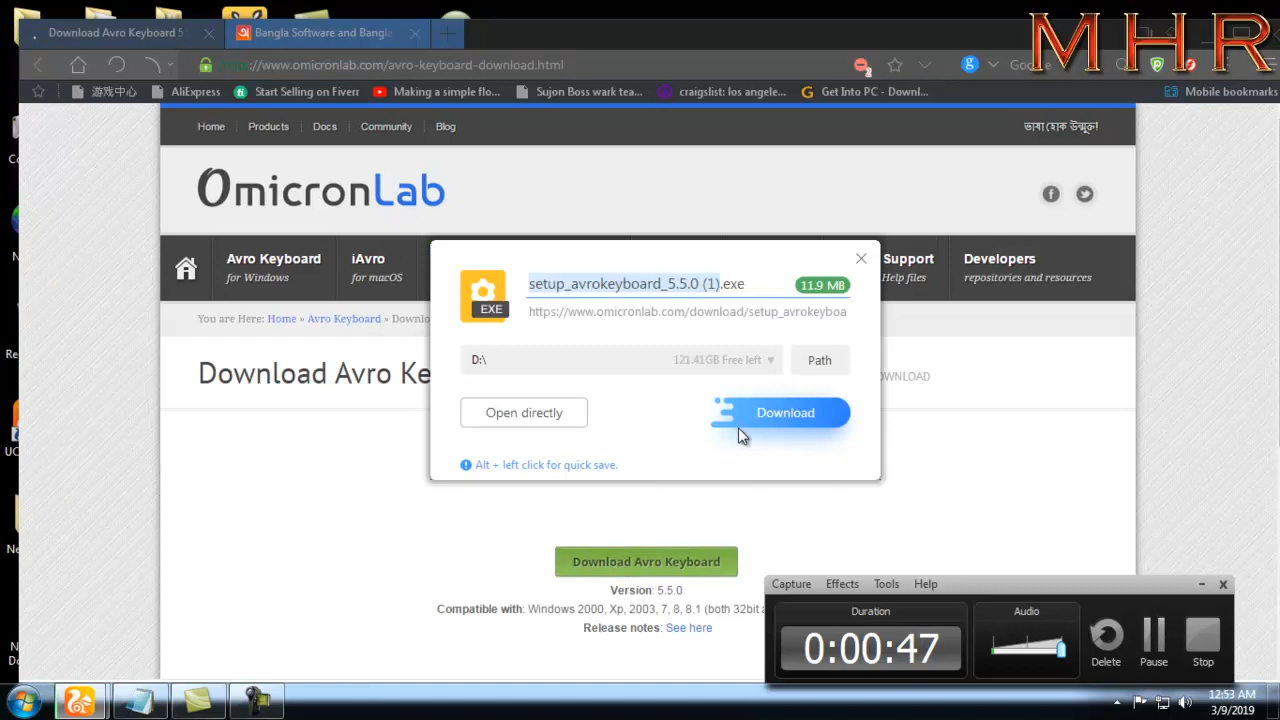 Download Avro Keyboard 5
Bangla Software and Bangla
MHR
https://www.omicronlab.com/avro-keyboard-download.html
游戏中心
AliExpress
Start Selling on Fiverr
Making a simple flo...
Sujon Boss wark team...
craigslist: los angele...
Get Into PC - Downl...
Mobile bookmarks
Home
Products
Docs
Community
Blog
ভাষা হোক উন্মুক্ত!
OmicronLab
Avro Keyboard
for Windows
iAvro
for macOS
Support
Help files
Developers
repositories and resources
You are Here: Home » Avro Keyboard »
Download Avro
setup_avrokeyboard_5.5.0 (1).exe
11.9 MB
EXE
https://www.omicronlab.com/download/setup_avrokeyboa
D:\
121.41GB Free left
Path
Open directly
Download
Alt + left click for quick save.
Download Avro Keyboard
Version: 5.5.0
Compatible with: Windows 2000, Xp, 2003, 7, 8, 8.1 (both 32bit
Release notes: See here
Capture
Effects
Tools
Help
Duration
Audio
0:00:47
Delete
Pause
Stop
12:53 AM
3/9/2019